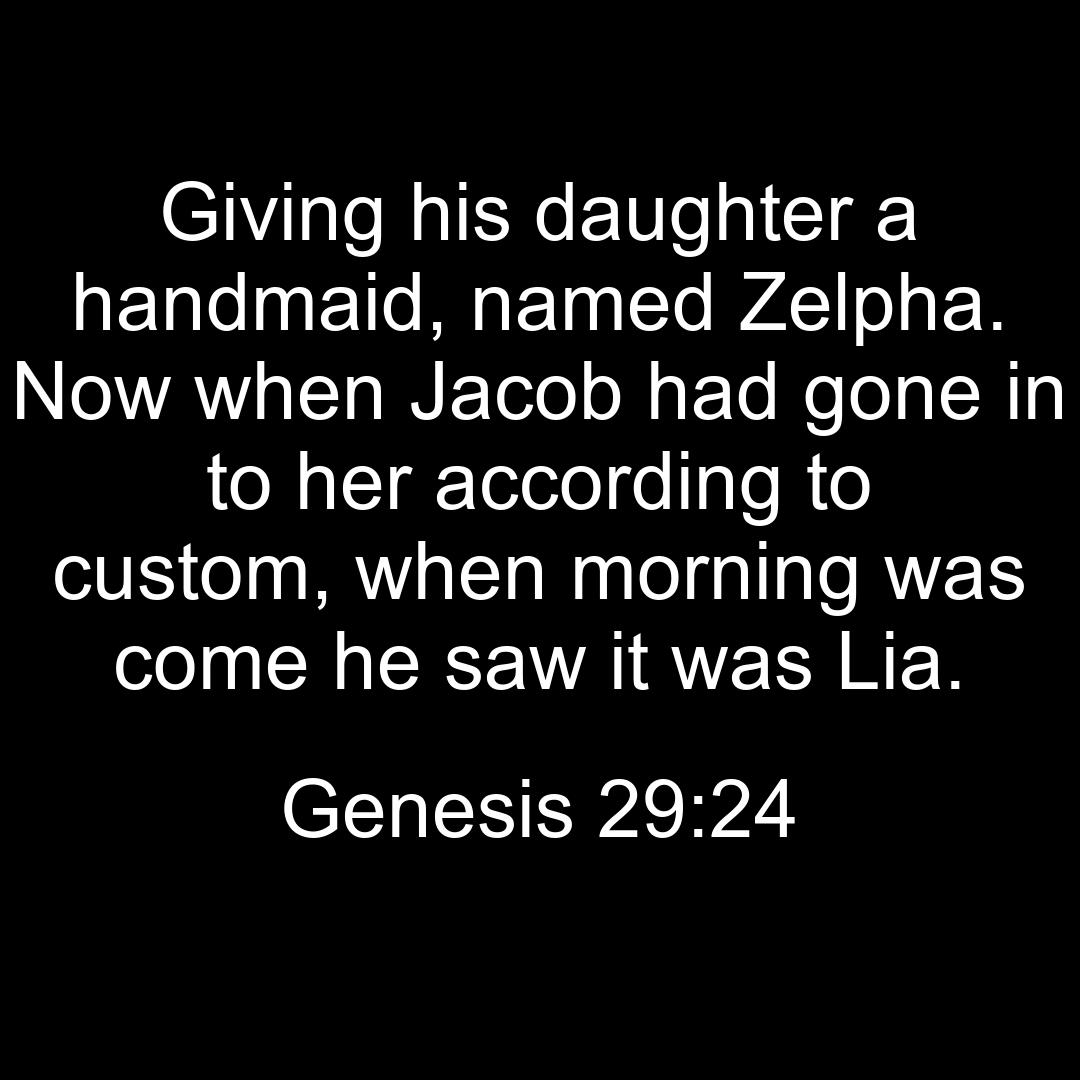 Giving his daughter a
handmaid, named Zelpha.
Now when Jacob had gone in
to her according to
custom, when morning was
come he saw it was Lia.
Genesis 29:24